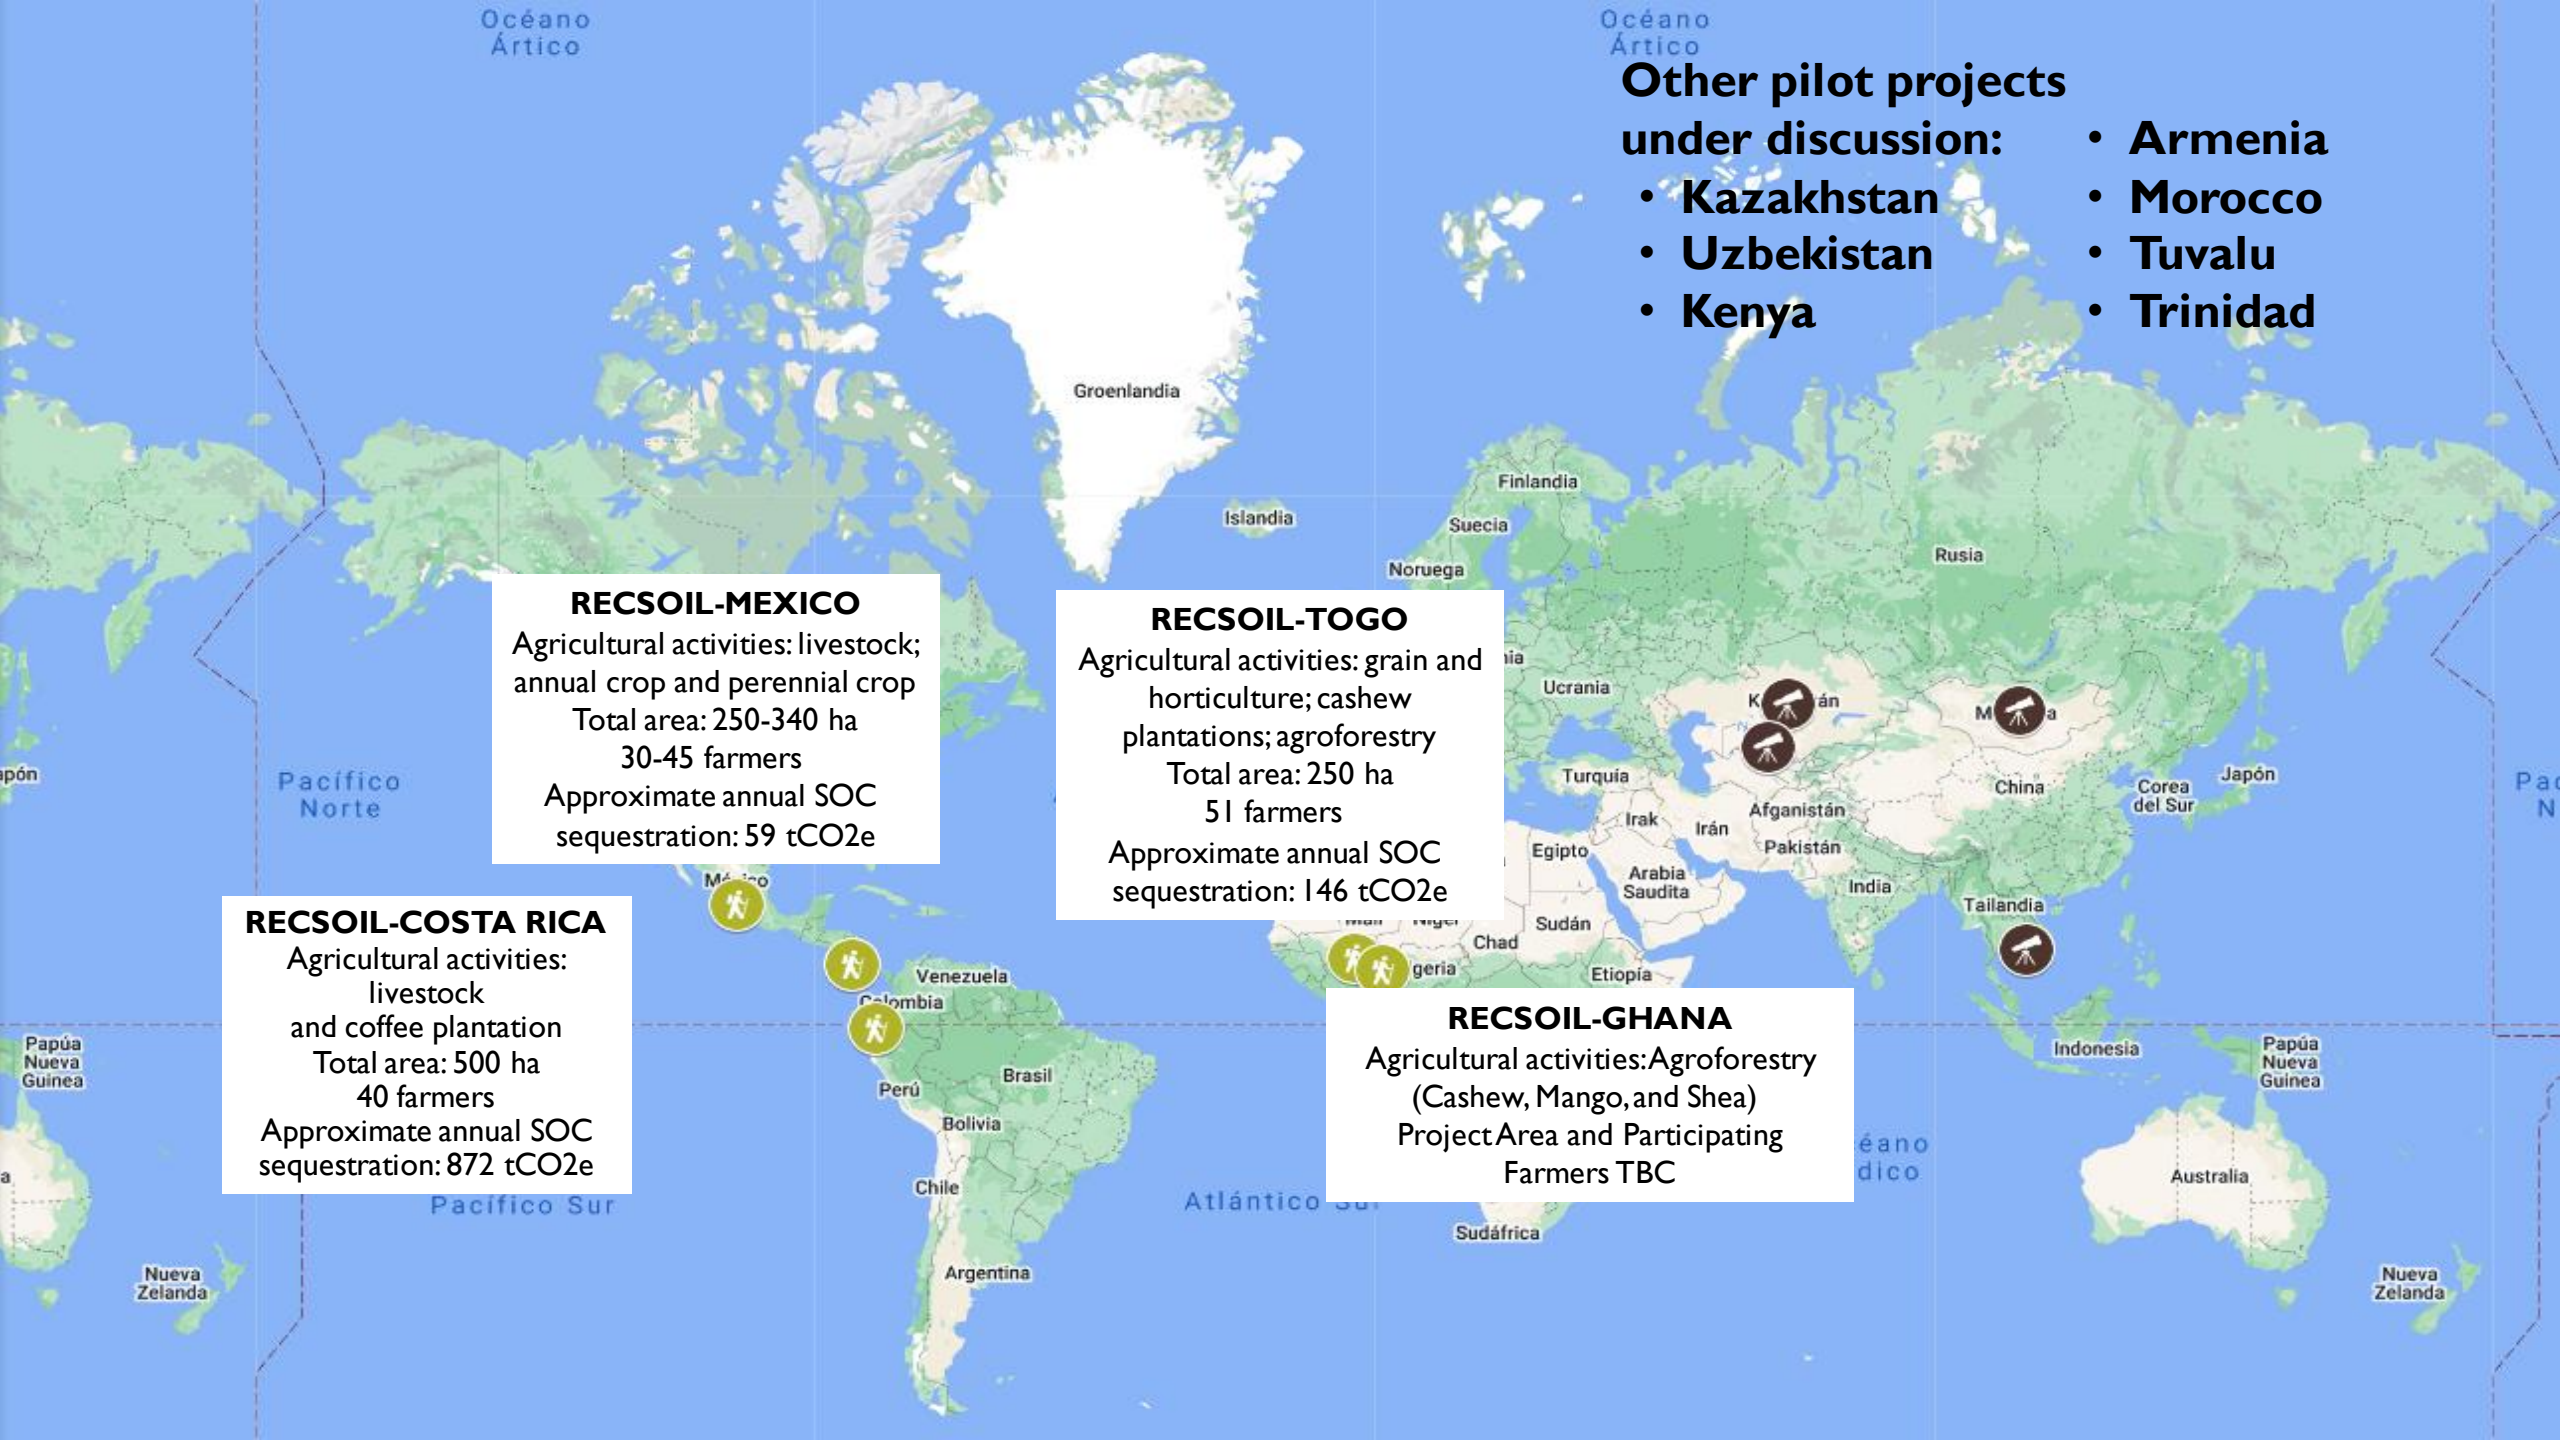 Océano
Ártico
Océano
Ártico
Other pilot projects
under discussion:
• Kazakhstan
• Uzbekistan
• Kenya
• Armenia
• Morocco
• Tuvalu
• Trinidad
Groenlandia
Islandia
Finlandia
Suecia
Noruega
Rusia
RECSOIL-MEXICO
Agricultural activities: livestock;
annual crop and perennial crop
Total area: 250-340 ha
30-45 farmers
Approximate annual SOC
sequestration: 59 tCO2e
RECSOIL-TOGO
Agricultural activities: grain and
horticulture; cashew
plantations; agroforestry
Total area: 250 ha
51 farmers
Approximate annual SOC
sequestration: 146 tCO2e
Ucrania
Turquía
Irak
Irán
Afganistán
Pakistán
China
Corea
del Sur
Japón
Egipto
Arabia
Saudita
India
Tailandia
Sudán
Chad
Etiopía
Pacífico
Norte
RECSOIL-COSTA RICA
Agricultural activities:
livestock
and coffee plantation
Total area: 500 ha
40 farmers
Approximate annual SOC
sequestration: 872 tCO2e
Venezuela
Colombia
Perú
Brasil
Bolivia
Chile
Argentina
RECSOIL-GHANA
Agricultural activities: Agroforestry
(Cashew, Mango, and Shea)
Project Area and Participating
Farmers TBC
Papúa
Nueva
Guinea
Indonesia
Papúa
Nueva
Guinea
Australia
Pacífico Sur
Atlántico Sur
Sudáfrica
Nueva
Zelanda
Nueva
Zelanda